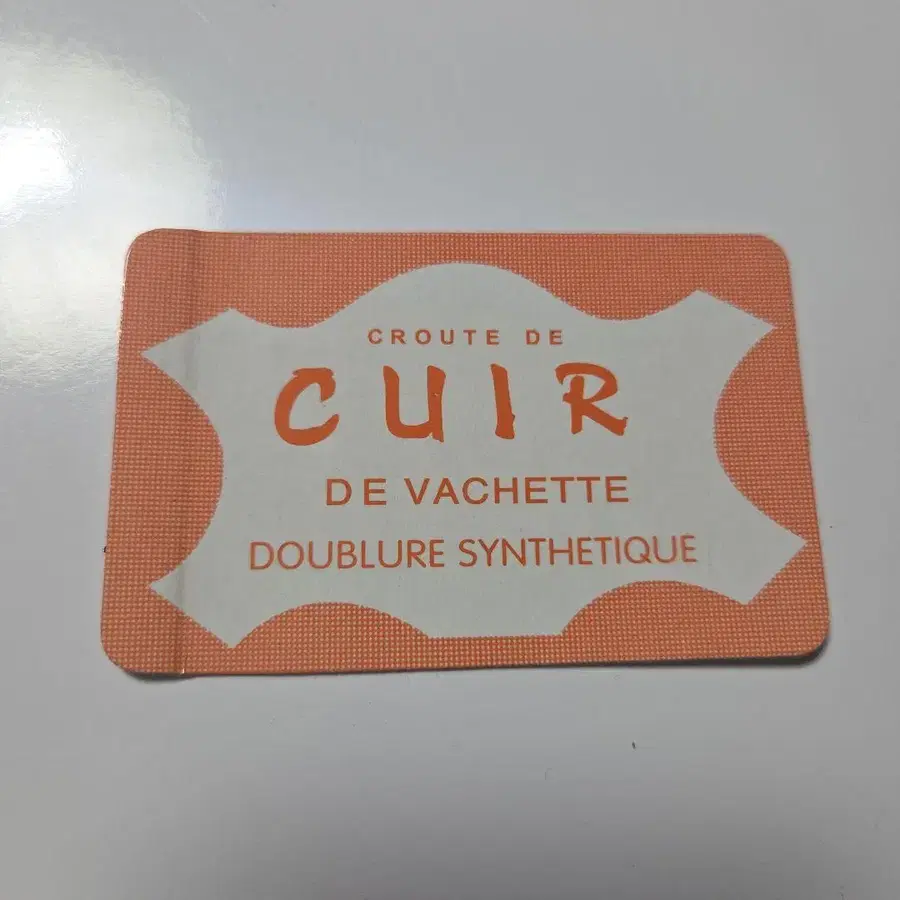 CROUTE DE
CUIR
DE VACHETTE
DOUBLURE SYNTHETIQUE